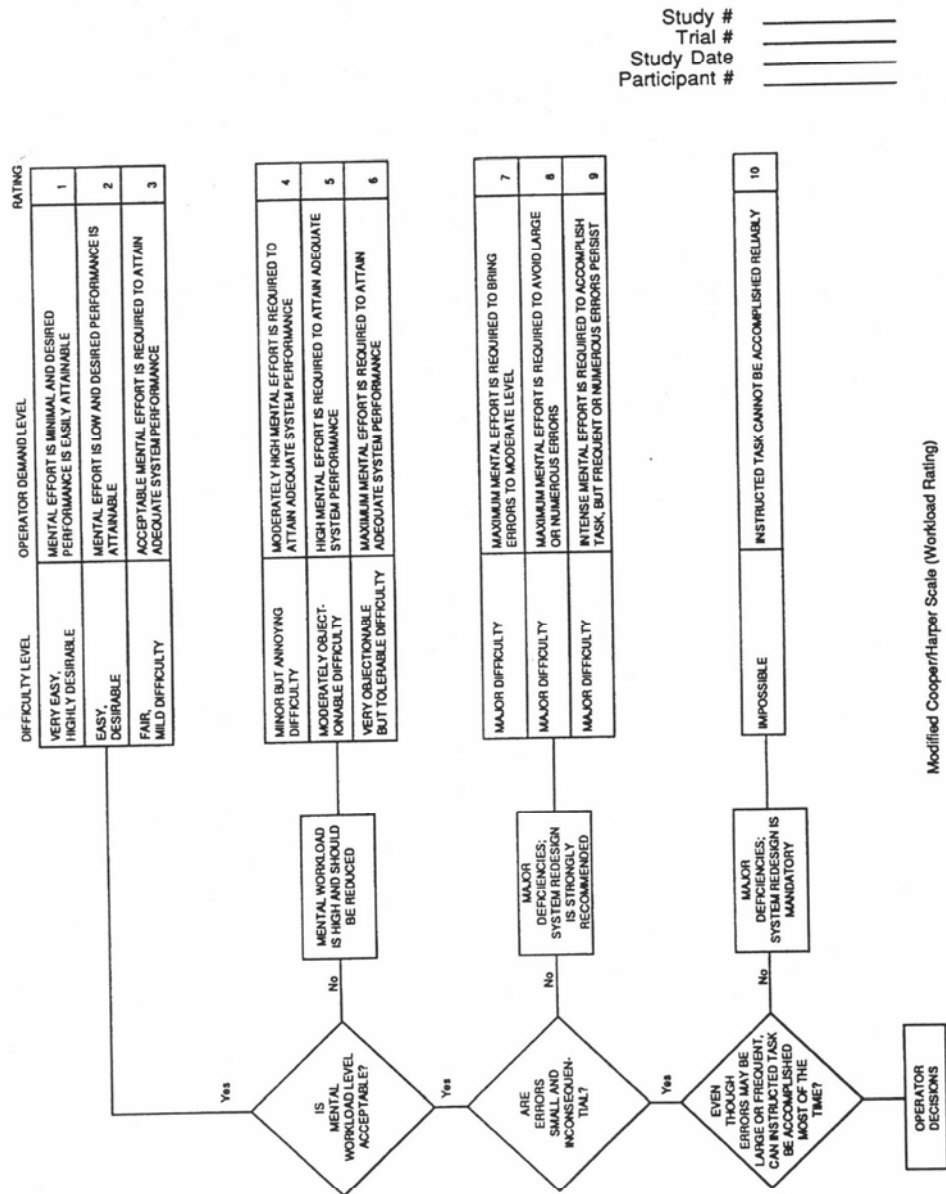 Study #
Trial #
Study Date
Participant #
DIFFICULTY LEVEL
OPERATOR DEMAND LEVEL
RATING
VERY EASY,
HIGHLY DESIRABLE
MENTAL EFFORT IS MINIMAL AND DESIRED
PERFORMANCE IS EASILY ATTAINABLE
1
EASY,
DESIRABLE
MENTAL EFFORT IS LOW AND DESIRED PERFORMANCE IS
ATTAINABLE
2
FAIR,
MILD DIFFICULTY
ACCEPTABLE MENTAL EFFORT IS REQUIRED TO ATTAIN
ADEQUATE SYSTEM PERFORMANCE
3
Yes
IS
MENTAL
WORKLOAD LEVEL
ACCEPTABLE?
No
MENTAL WORKLOAD
IS HIGH AND SHOULD
BE REDUCED
MINOR BUT ANNOYING
DIFFICULTY
MODERATELY HIGH MENTAL EFFORT IS REQUIRED TO
ATTAIN ADEQUATE SYSTEM PERFORMANCE
4
MODERATELY OBJECT-
IONABLE DIFFICULTY
HIGH MENTAL EFFORT IS REQUIRED TO ATTAIN ADEQUATE
SYSTEM PERFORMANCE
5
VERY OBJECTIONABLE
BUT TOLERABLE DIFFICULTY
MAXIMUM MENTAL EFFORT IS REQUIRED TO ATTAIN
ADEQUATE SYSTEM PERFORMANCE
6
Yes
ARE
ERRORS
SMALL AND
INCONSEQUEN-
TIAL?
No
MAJOR
DEFICIENCIES;
SYSTEM REDESIGN
IS STRONGLY
RECOMMENDED
MAJOR DIFFICULTY
MAXIMUM MENTAL EFFORT IS REQUIRED TO BRING
ERRORS TO MODERATE LEVEL
7
MAJOR DIFFICULTY
MAXIMUM MENTAL EFFORT IS REQUIRED TO AVOID LARGE
OR NUMEROUS ERRORS
8
MAJOR DIFFICULTY
INTENSE MENTAL EFFORT IS REQUIRED TO ACCOMPLISH
TASK, BUT FREQUENT OR NUMEROUS ERRORS PERSIST
9
Yes
EVEN
THOUGH
ERRORS MAY BE
LARGE OR FREQUENT,
CAN INSTRUCTED TASK
BE ACCOMPLISHED
MOST OF THE
TIME?
No
MAJOR
DEFICIENCIES;
SYSTEM REDESIGN IS
MANDATORY
IMPOSSIBLE
INSTRUCTED TASK CANNOT BE ACCOMPLISHED RELIABLY
10
OPERATOR
DECISIONS
Modified Cooper/Harper Scale (Workload Rating)